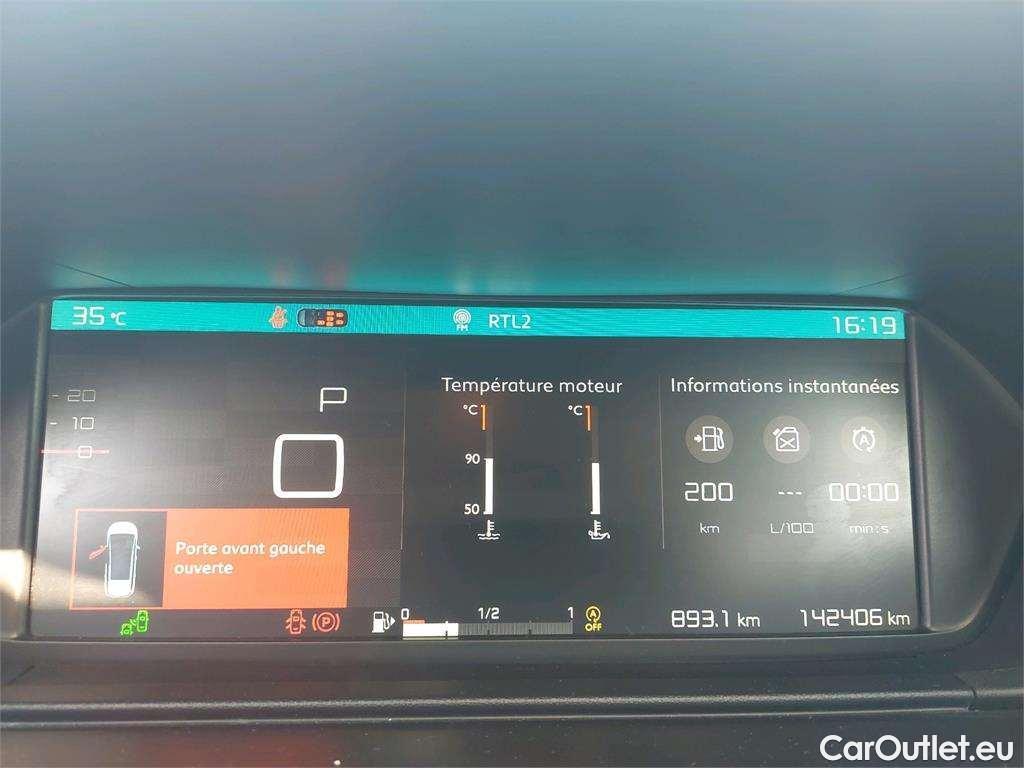 35 °C
FM RTL2
16:19
Température moteur
Informations instantanées
- 20
- 10
0
P
°C
°C
90
50
A
200
---
00:00
km
L/100
min:s
Porte avant gauche
ouverte
P
0
1/2
1
A
OFF
893.1 km
142406 km
CarOutlet.eu